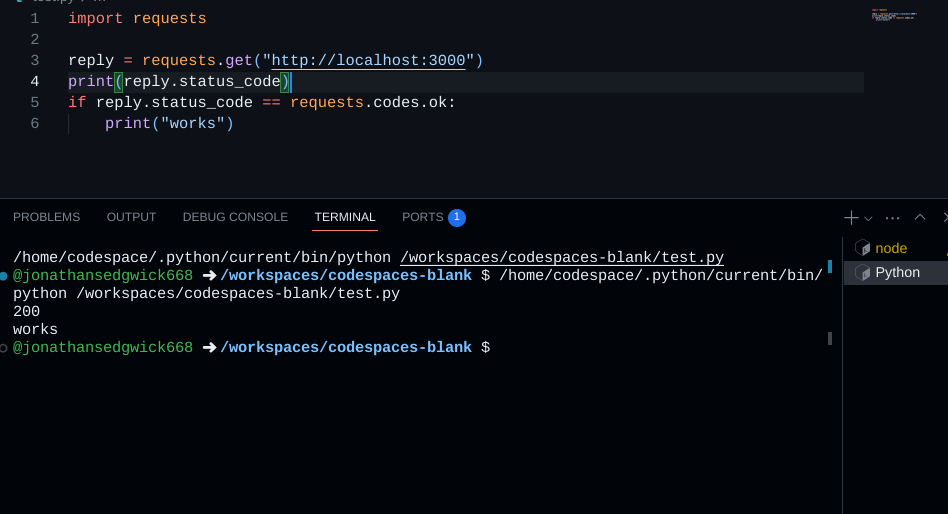 1 import requests
2
3 reply = requests.get("http://localhost:3000")
4 print(reply.status_code)
5 if reply.status_code == requests.codes.ok:
6 print("works")
PROBLEMS OUTPUT DEBUG CONSOLE TERMINAL PORTS 1
/home/codespace/.python/current/bin/python /workspaces/codespaces-blank/test.py
@jonathansedgwick668 ➜ /workspaces/codespaces-blank $ /home/codespace/.python/current/bin/
python /workspaces/codespaces-blank/test.py
200
works
@jonathansedgwick668 ➜ /workspaces/codespaces-blank $
node
Python